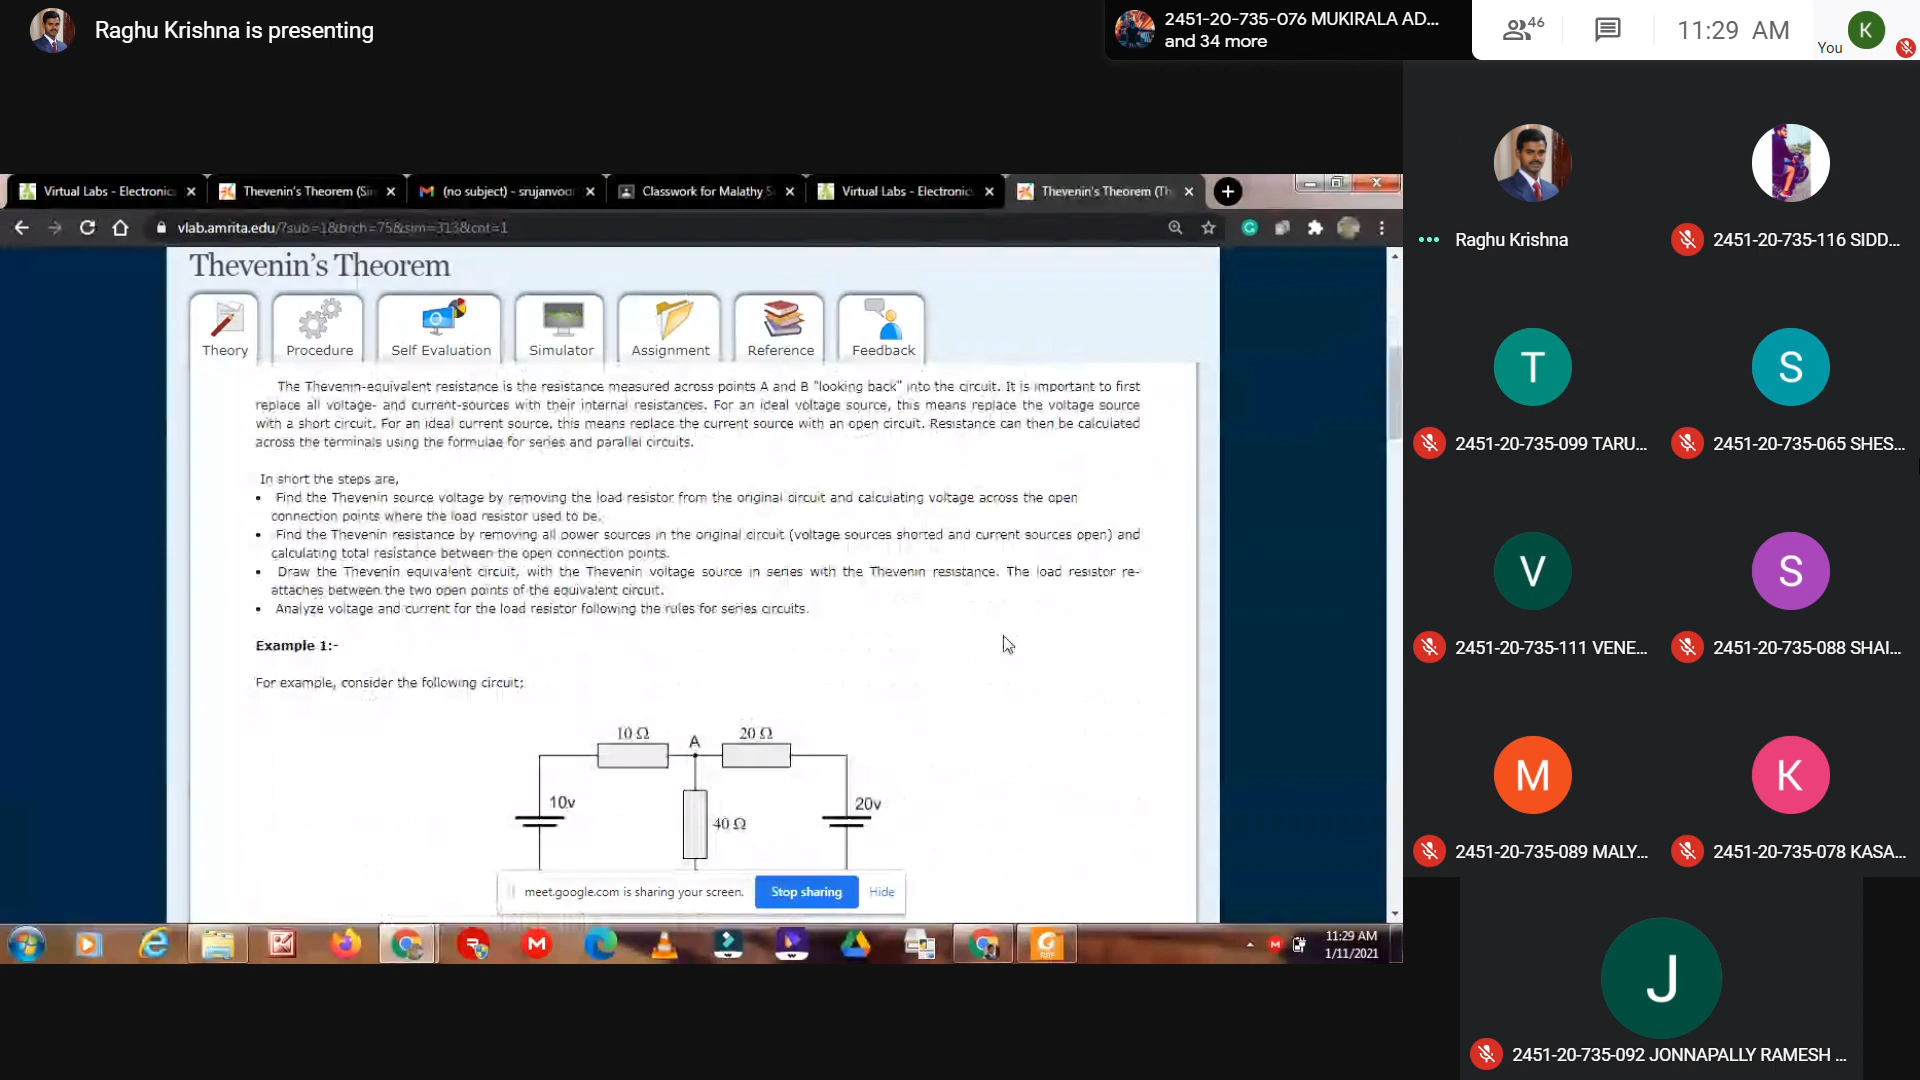 Raghu Krishna is presenting
2451-20-735-076 MUKIRALA AD...
and 34 more
46
11:29 AM
You
K
Virtual Labs - Electronic
Thevenin's Theorem (Sim
(no subject) - srujanvoor
Classwork for Malathy S
Virtual Labs - Electronic
Thevenin's Theorem (Th
vlab.amrita.edu/?sub=1&brch=75&sim=313&cnt=1
Thevenin's Theorem
Theory
Procedure
Self Evaluation
Simulator
Assignment
Reference
Feedback
The Thevenin-equivalent resistance is the resistance measured across points A and B "looking back" into the circuit. It is important to first
replace all voltage- and current-sources with their internal resistances. For an ideal voltage source, this means replace the voltage source
with a short circuit. For an ideal current source, this means replace the current source with an open circuit. Resistance can then be calculated
across the terminals using the formulae for series and parallel circuits.
In short the steps are,
• Find the Thevenin source voltage by removing the load resistor from the original circuit and calculating voltage across the open
connection points where the load resistor used to be.
• Find the Thevenin resistance by removing all power sources in the original circuit (voltage sources shorted and current sources open) and
calculating total resistance between the open connection points.
• Draw the Thevenin equivalent circuit, with the Thevenin voltage source in series with the Thevenin resistance. The load resistor re-
attaches between the two open points of the equivalent circuit.
• Analyze voltage and current for the load resistor following the rules for series circuits.
Example 1:-
For example, consider the following circuit;
10 Ω
A
20 Ω
10v
40 Ω
20v
meet.google.com is sharing your screen.
Stop sharing
Hide
11:29 AM
1/11/2021
Raghu Krishna
2451-20-735-116 SIDD...
T
S
2451-20-735-099 TARU...
2451-20-735-065 SHES...
V
S
2451-20-735-111 VENE...
2451-20-735-088 SHAI...
M
K
2451-20-735-089 MALY...
2451-20-735-078 KASA...
J
2451-20-735-092 JONNAPALLY RAMESH ...